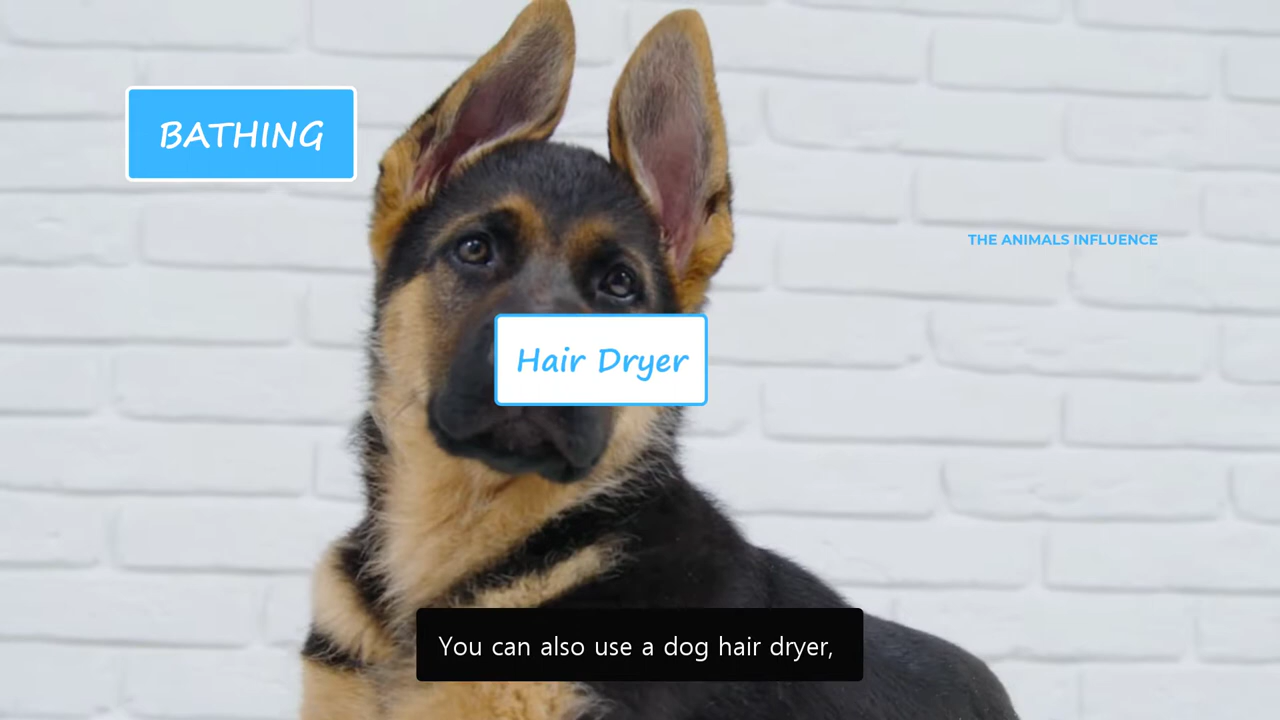 BATHING
THE ANIMALS INFLUENCE
Hair Dryer
You can also use a dog hair dryer,